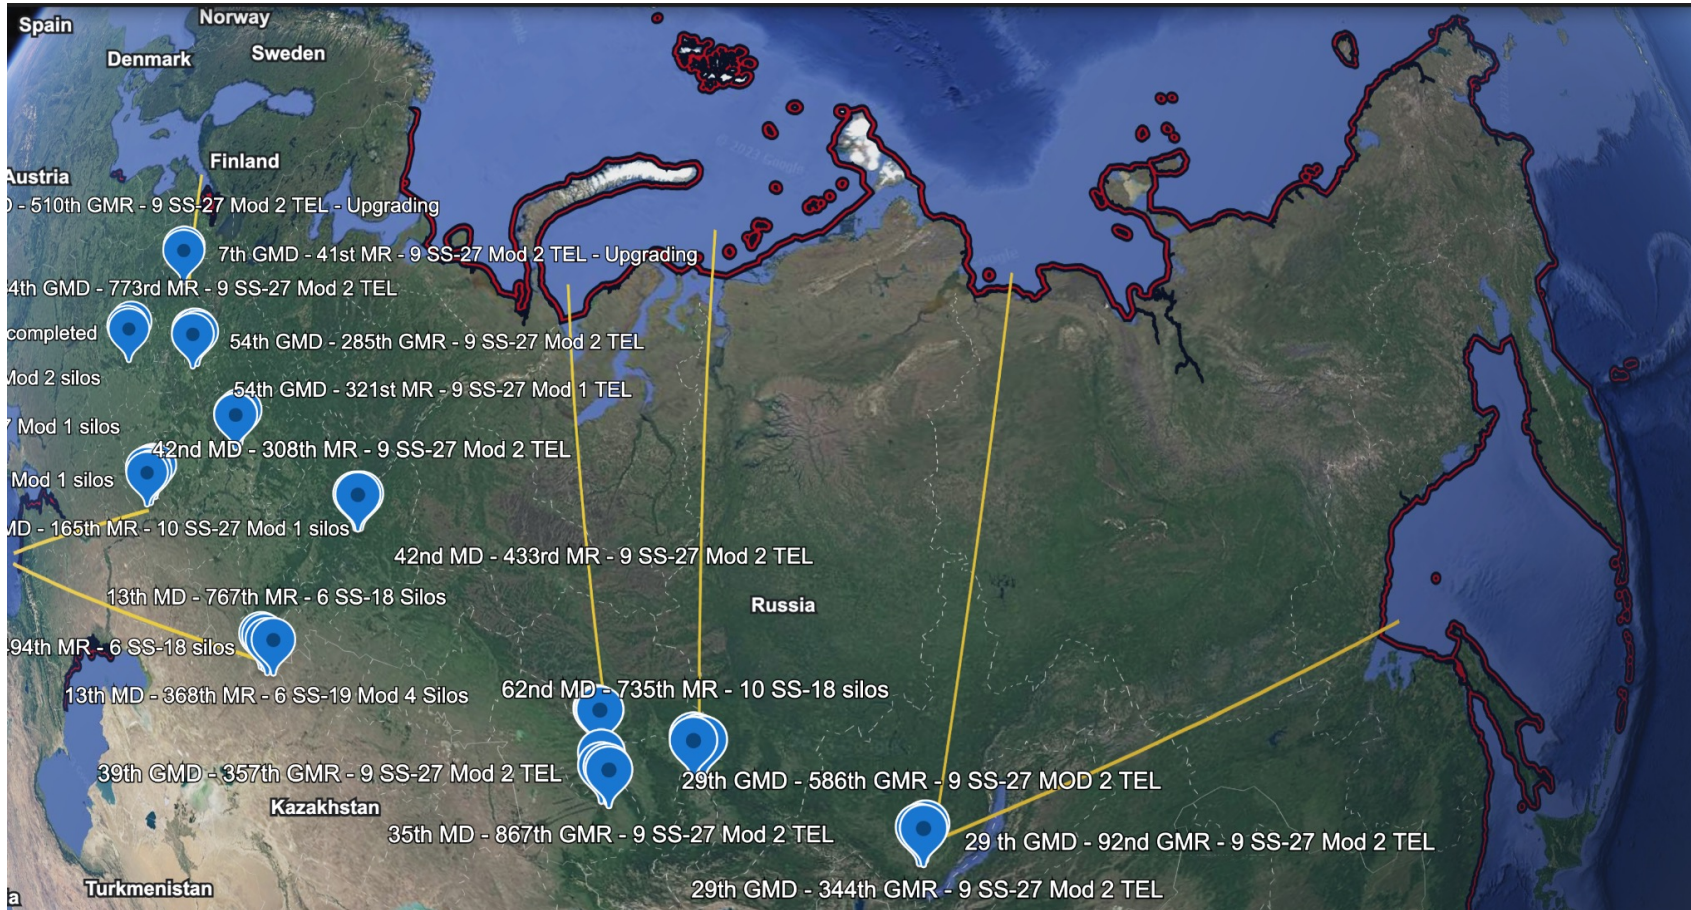 Spain
Norway
Denmark
Sweden
Finland
Austria
510th GMR - 9 SS-27 Mod 2 TEL - Upgrading
7th GMD - 41st MR - 9 SS-27 Mod 2 TEL - Upgrading
4th GMD - 773rd MR - 9 SS-27 Mod 2 TEL
completed
54th GMD - 285th GMR - 9 SS-27 Mod 2 TEL
Mod 2 silos
54th GMD - 321st MR - 9 SS-27 Mod 1 TEL
7 Mod 1 silos
42nd MD - 308th MR - 9 SS-27 Mod 2 TEL
Mod 1 silos
MD - 165th MR - 10 SS-27 Mod 1 silos
42nd MD - 433rd MR - 9 SS-27 Mod 2 TEL
13th MD - 767th MR - 6 SS-18 Silos
Russia
94th MR - 6 SS-18 silos
13th MD - 368th MR - 6 SS-19 Mod 4 Silos
62nd MD - 735th MR - 10 SS-18 silos
39th GMD - 357th GMR - 9 SS-27 Mod 2 TEL
29th GMD - 586th GMR - 9 SS-27 MOD 2 TEL
Kazakhstan
35th MD - 867th GMR - 9 SS-27 Mod 2 TEL
29 th GMD - 92nd GMR - 9 SS-27 Mod 2 TEL
Turkmenistan
29th GMD - 344th GMR - 9 SS-27 Mod 2 TEL
a
© 2023 Google